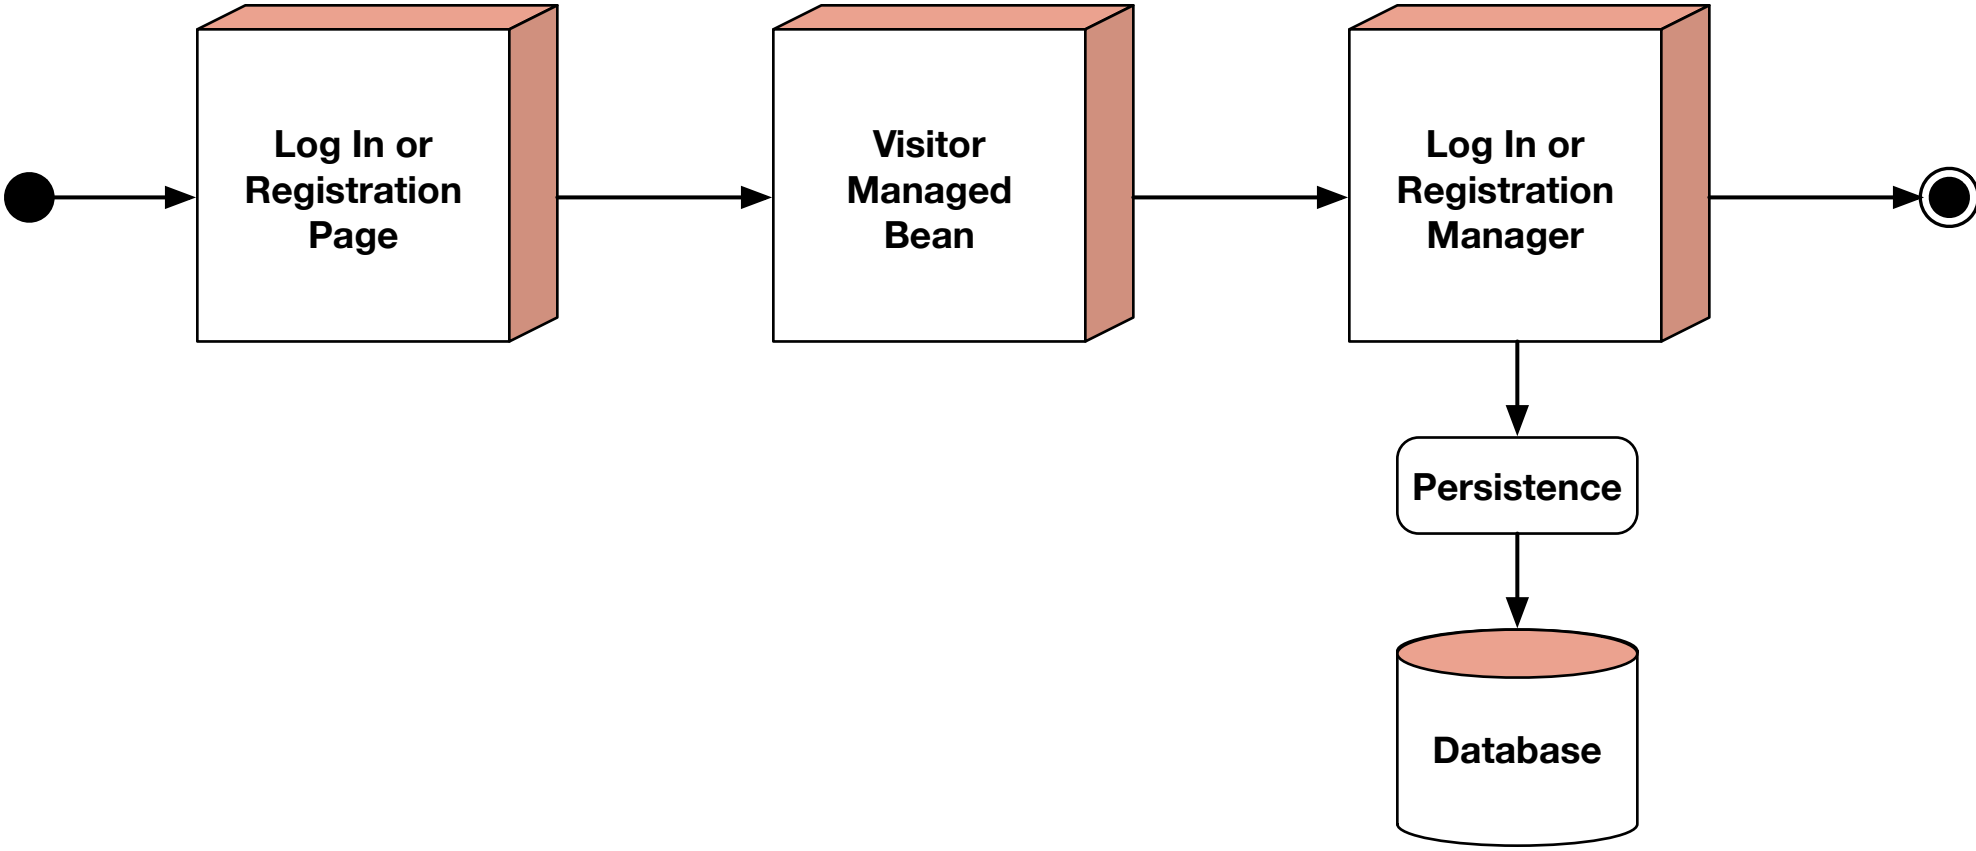 Log In or
Registration
Page
Visitor
Managed
Bean
Log In or
Registration
Manager
Persistence
Database